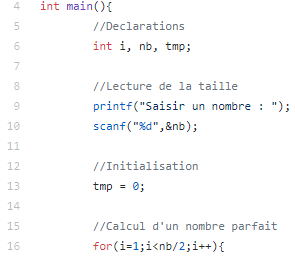 4 int main(){
5 //Declarations
6 int i, nb, tmp;
7
8 //Lecture de la taille
9 printf("Saisir un nombre : ");
10 scanf("%d",&nb);
11
12 //Initialisation
13 tmp = 0;
14
15 //Calcul d'un nombre parfait
16 for(i=1;i<nb/2;i++){